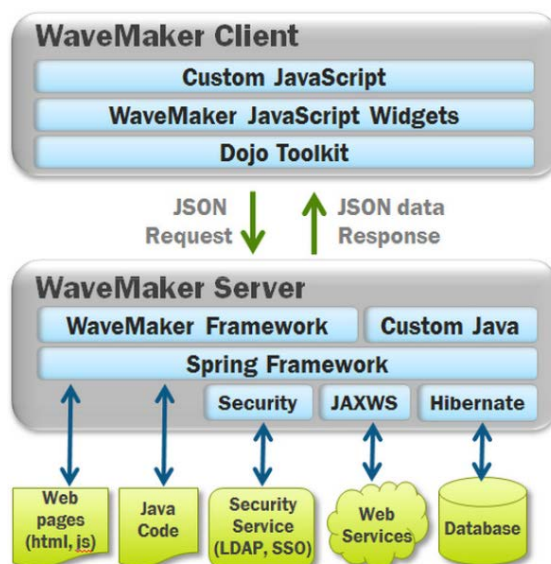 WaveMaker Client
Custom JavaScript
WaveMaker JavaScript Widgets
Dojo Toolkit
JSON
Request
JSON data
Response
WaveMaker Server
WaveMaker Framework
Custom Java
Spring Framework
Security
JAXWS
Hibernate
Web
pages
(html, js)
Java
Code
Security
Service
(LDAP, SSO)
Web
Services
Database